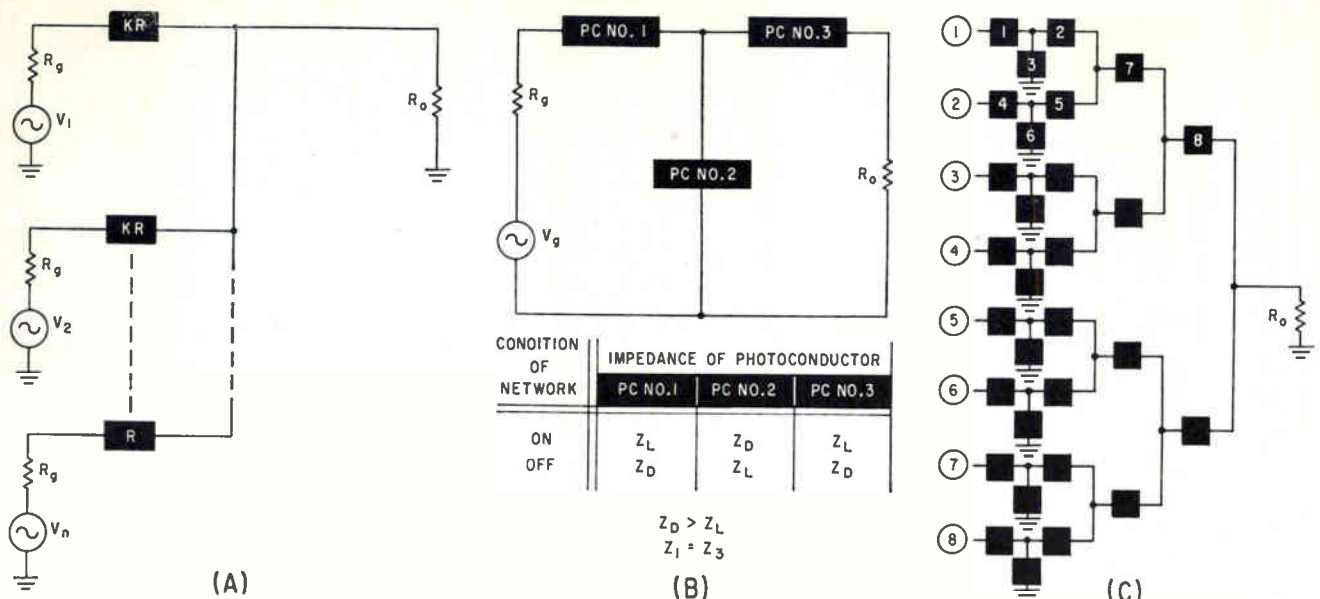 KR
Rg
V1
Ro
KR
Rg
V2
R
Rg
Vn
(A)
PC NO.1
PC NO.3
Rg
PC NO.2
Ro
Vg
CONDITION OF NETWORK
IMPEDANCE OF PHOTOCONDUCTOR
PC NO.1 PC NO.2 PC NO.3
ON ZL ZD ZL
OFF ZD ZL ZD
ZD > ZL
Z1 = Z3
(B)
1 1 2
3
7
2 4 5
6
8
3
4
5
Ro
6
7
8
(C)